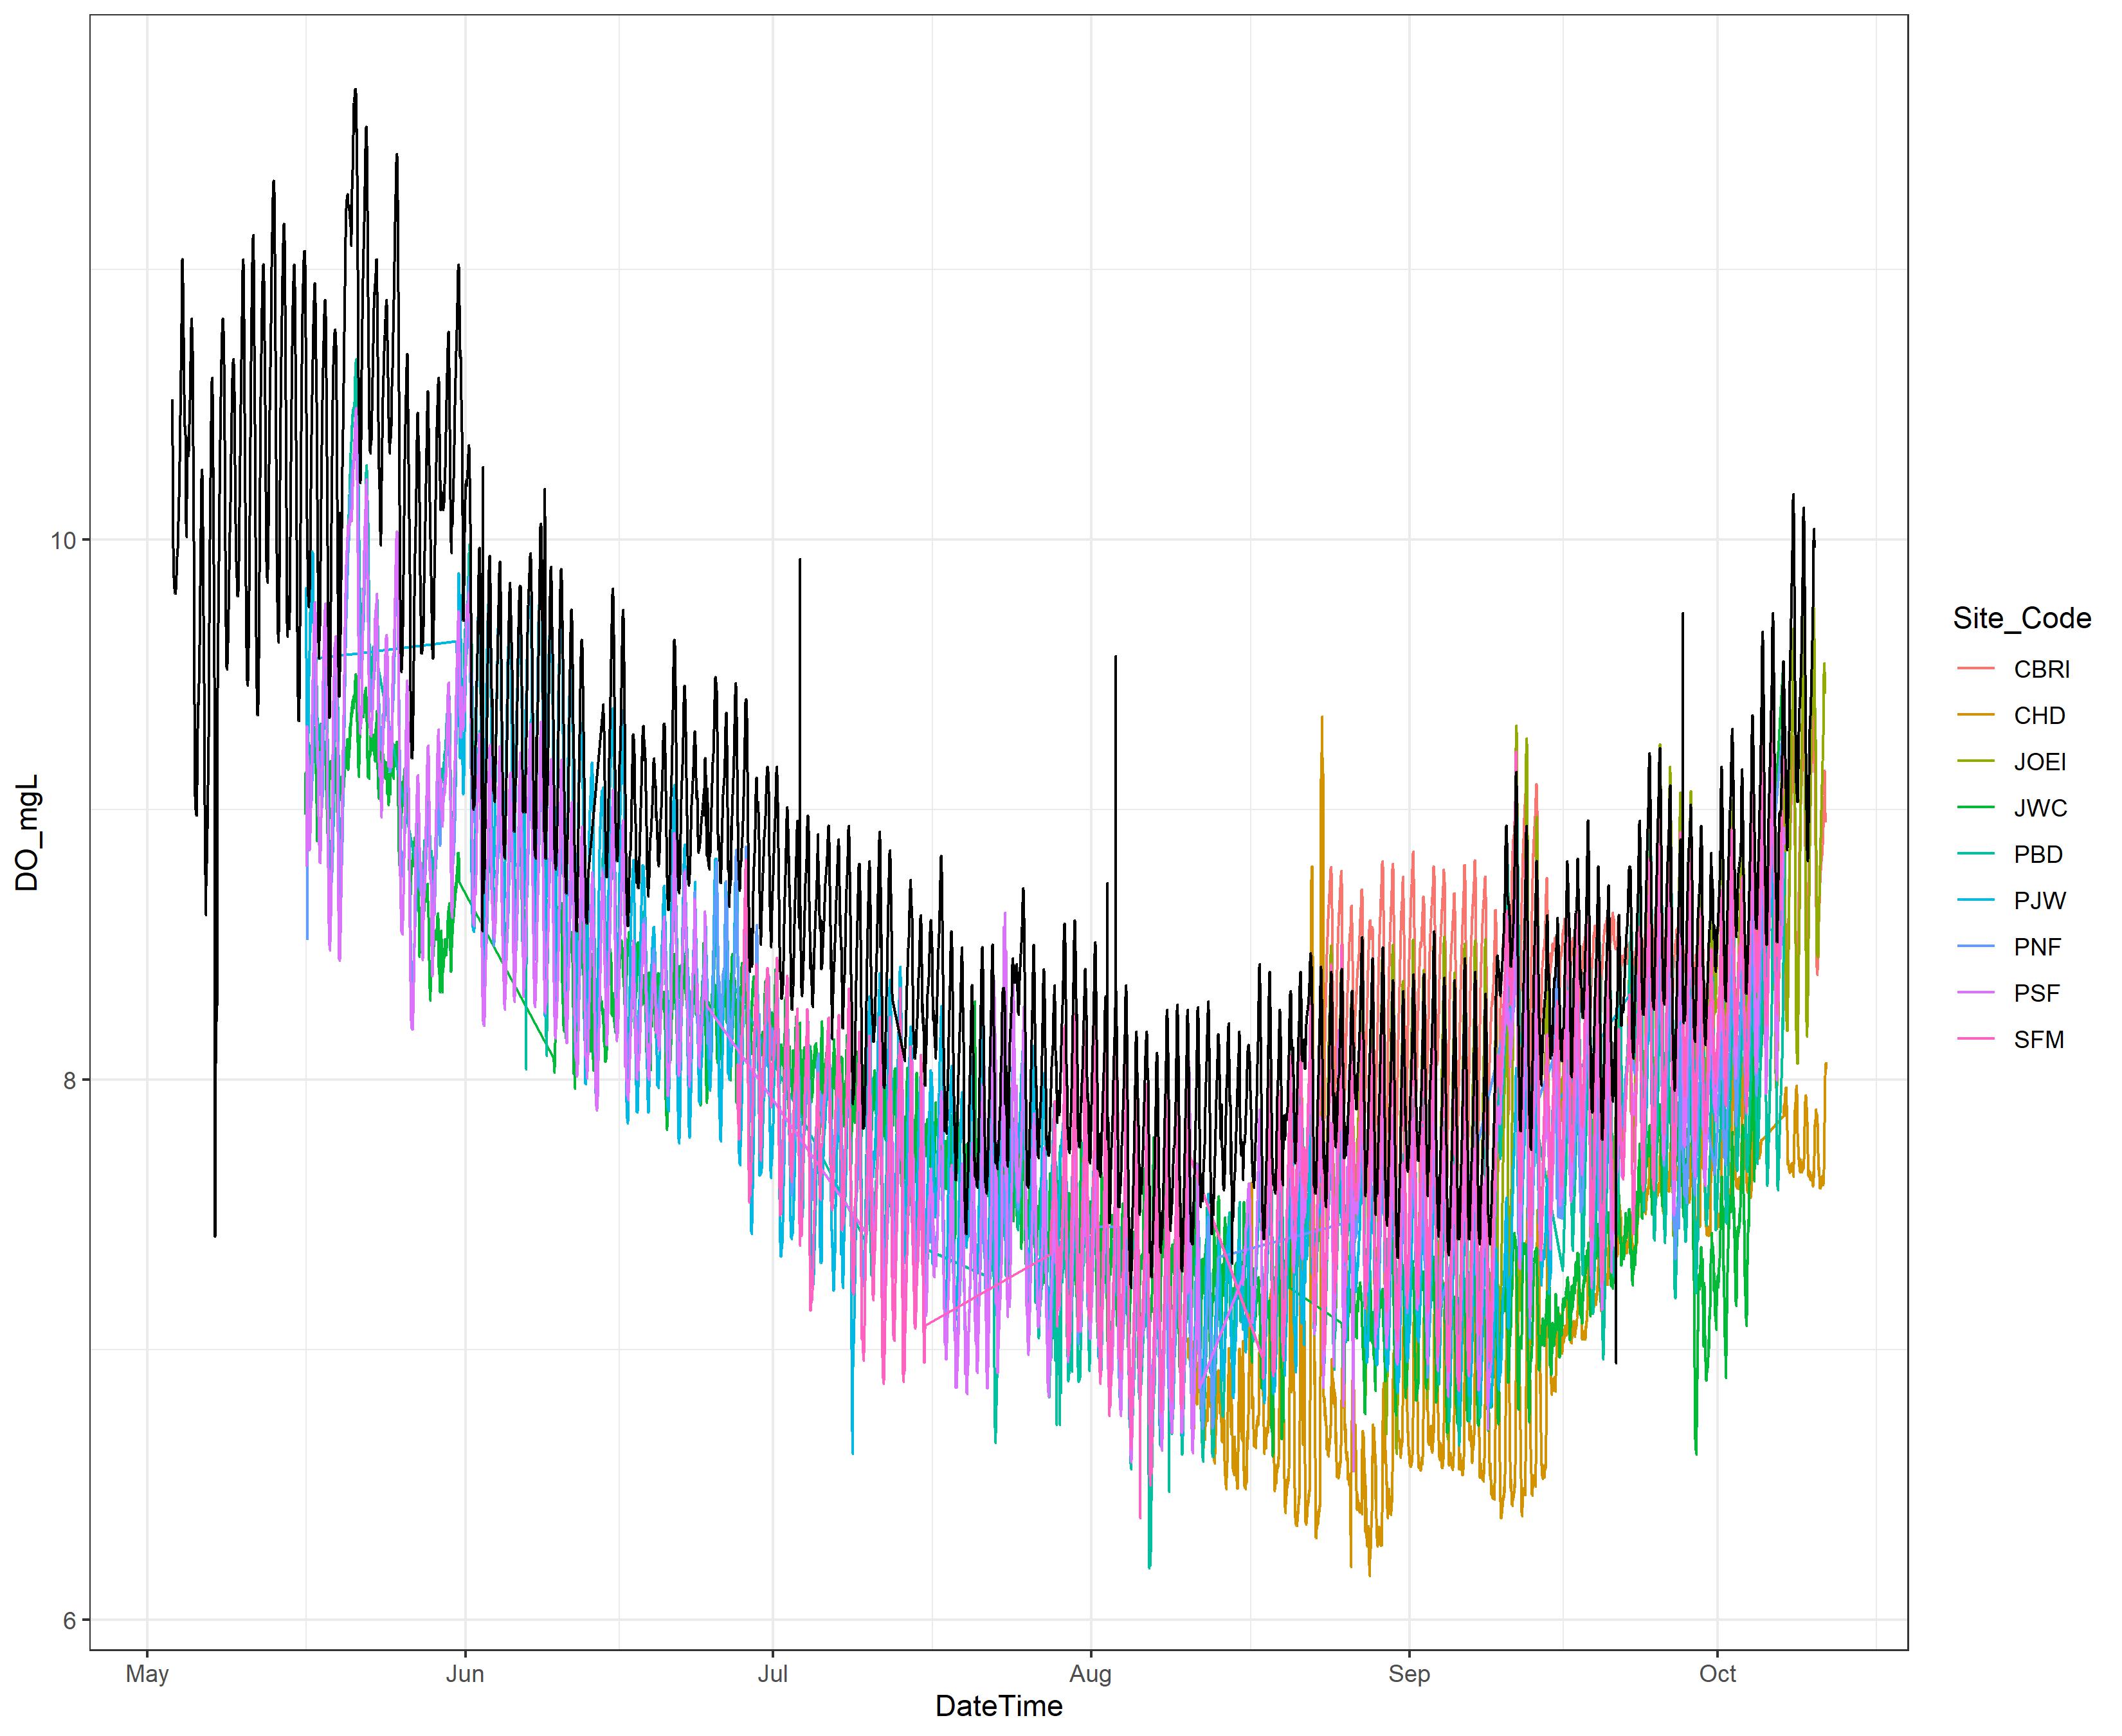 DO_mgL
10
8
6
May Jun Jul Aug Sep Oct
DateTime
Site_Code
CBRI
CHD
JOEI
JWC
PBD
PJW
PNF
PSF
SFM